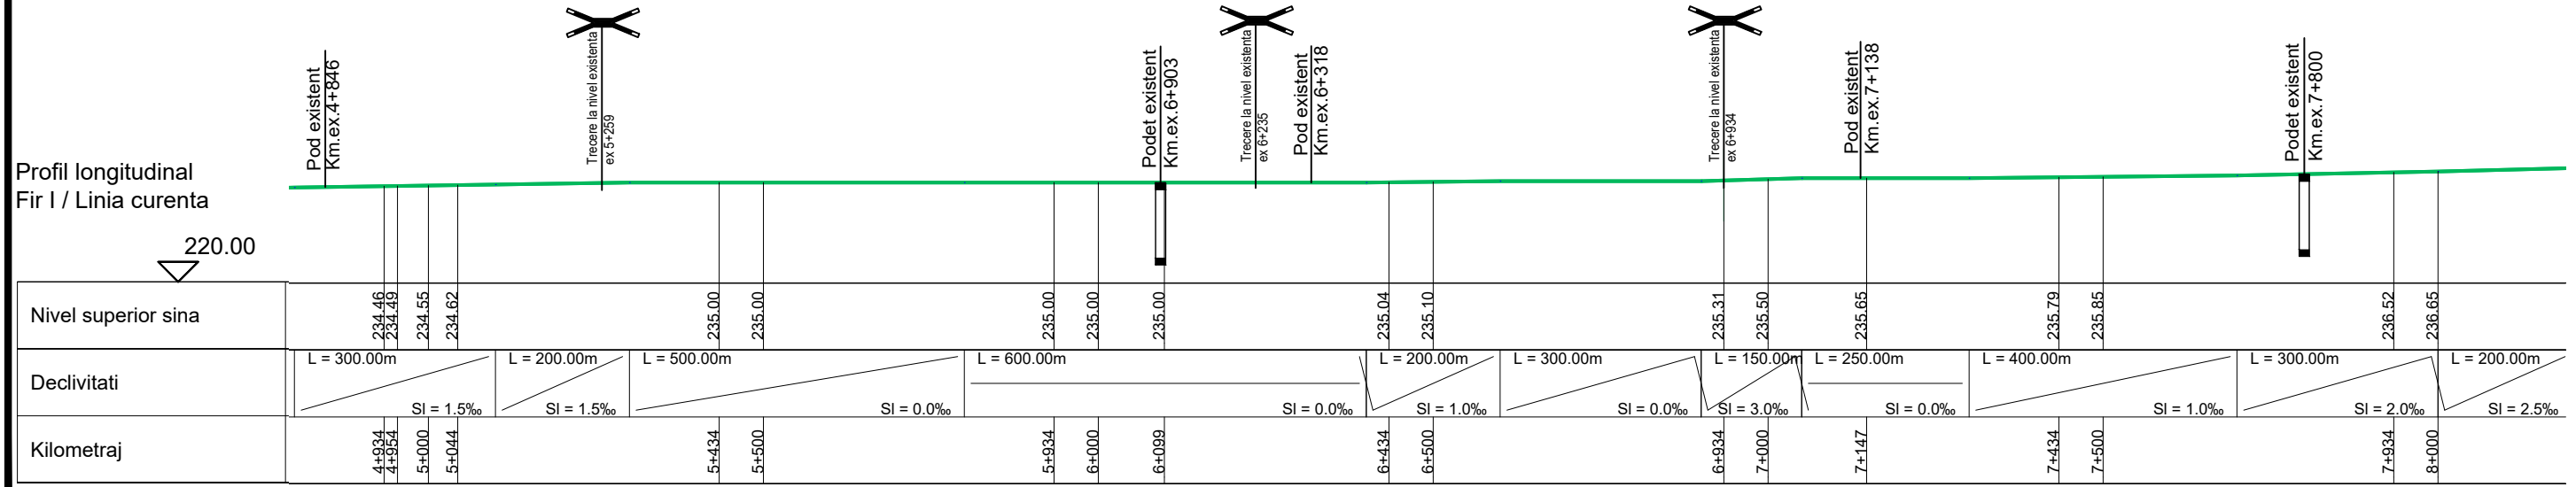 Pod existent
Km.ex.4+846
Trecere la nivel existenta
ex 5+259
Podet existent
Km.ex.6+903
Trecere la nivel existenta
ex 6+235
Pod existent
Km.ex.6+318
Trecere la nivel existenta
ex 6+934
Pod existent
Km.ex.7+138
Podet existent
Km.ex.7+800
Profil longitudinal
Fir I / Linia curenta
220.00
Nivel superior sina
234.46
234.49
234.55
234.62
235.00
235.00
235.00
235.00
235.00
235.04
235.10
235.31
235.50
235.65
235.79
235.85
236.52
236.65
Declivitati
L = 300.00m
SI = 1.5‰
L = 200.00m
SI = 1.5‰
L = 500.00m
SI = 0.0‰
L = 600.00m
SI = 0.0‰
L = 200.00m
SI = 1.0‰
L = 300.00m
SI = 0.0‰
L = 150.00m
SI = 3.0‰
L = 250.00m
SI = 0.0‰
L = 400.00m
SI = 1.0‰
L = 300.00m
SI = 2.0‰
L = 200.00m
SI = 2.5‰
Kilometraj
4+934
4+954
5+000
5+044
5+434
5+500
5+934
6+000
6+099
6+434
6+500
6+934
7+000
7+147
7+434
7+500
7+934
8+000